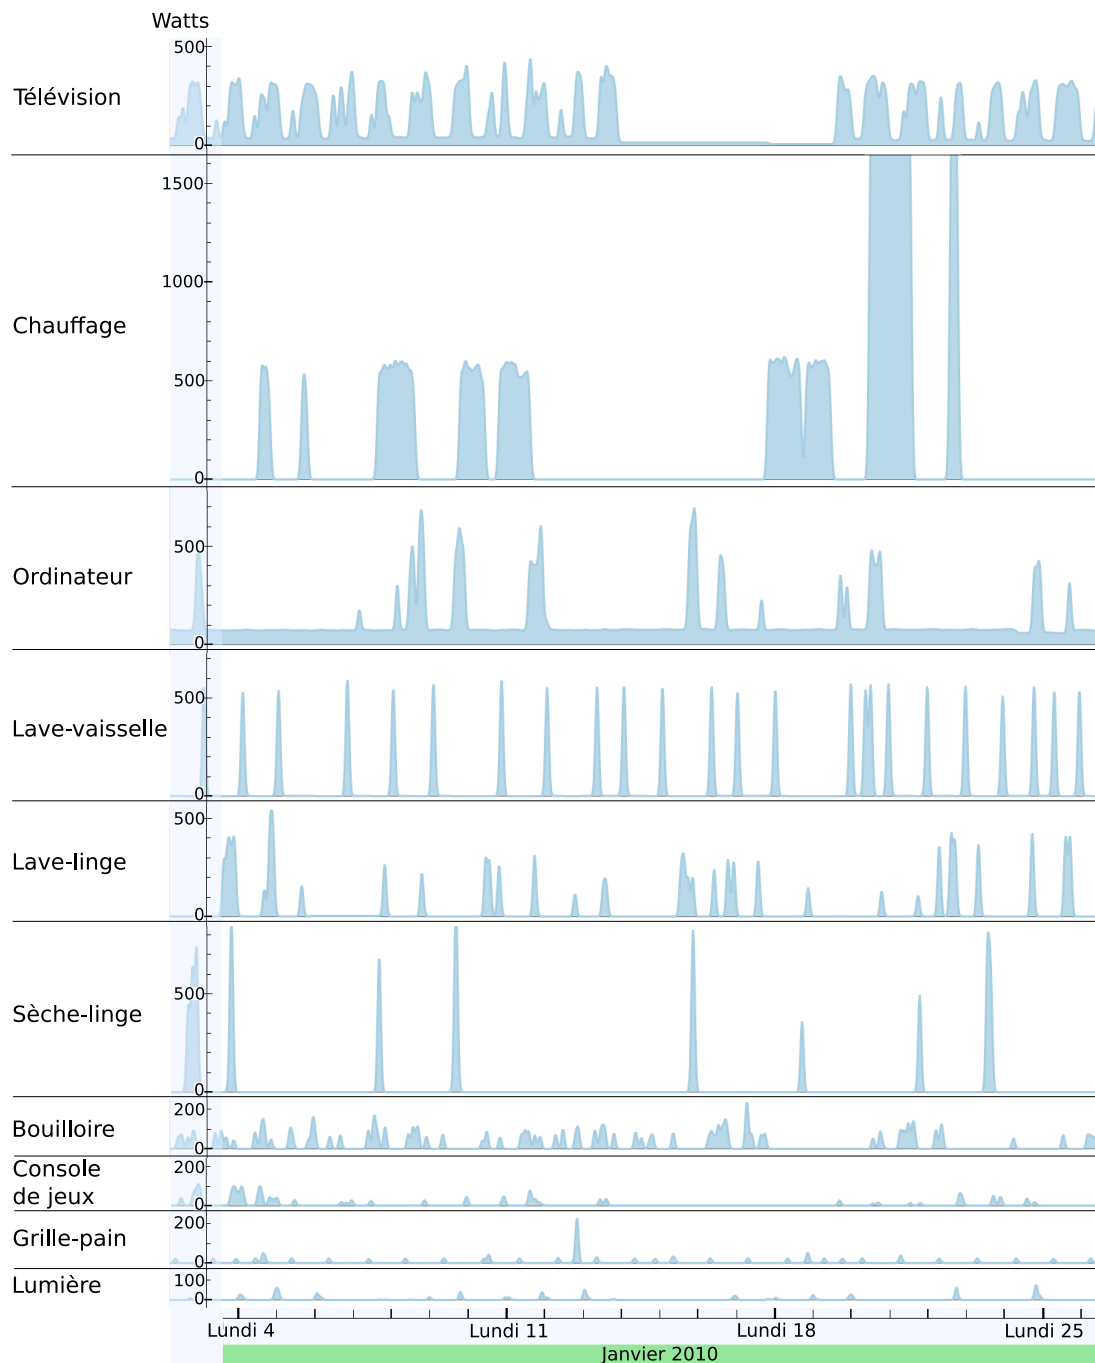 Watts
500
Télévision
0
1500
1000
Chauffage
500
0
500
Ordinateur
0
500
Lave-vaisselle
0
500
Lave-linge
0
500
Sèche-linge
0
200
Bouilloire
0
Console
de jeux
200
0
200
Grille-pain
0
100
Lumière
0
Lundi 4 Lundi 11 Lundi 18 Lundi 25
Janvier 2010